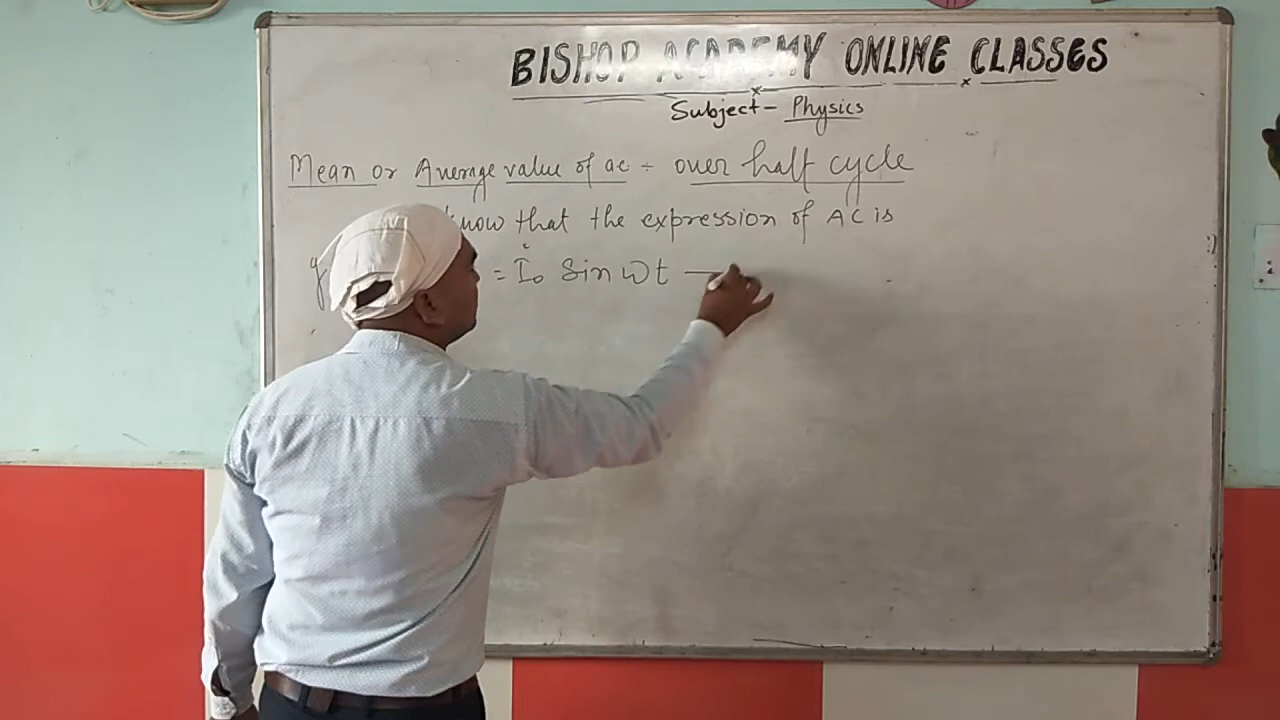 BISHOP ACADEMY ONLINE CLASSES
Subject- Physics
Mean or Average value of ac ÷ over half cycle
know that the expression of AC is
= I₀ Sin ωt —